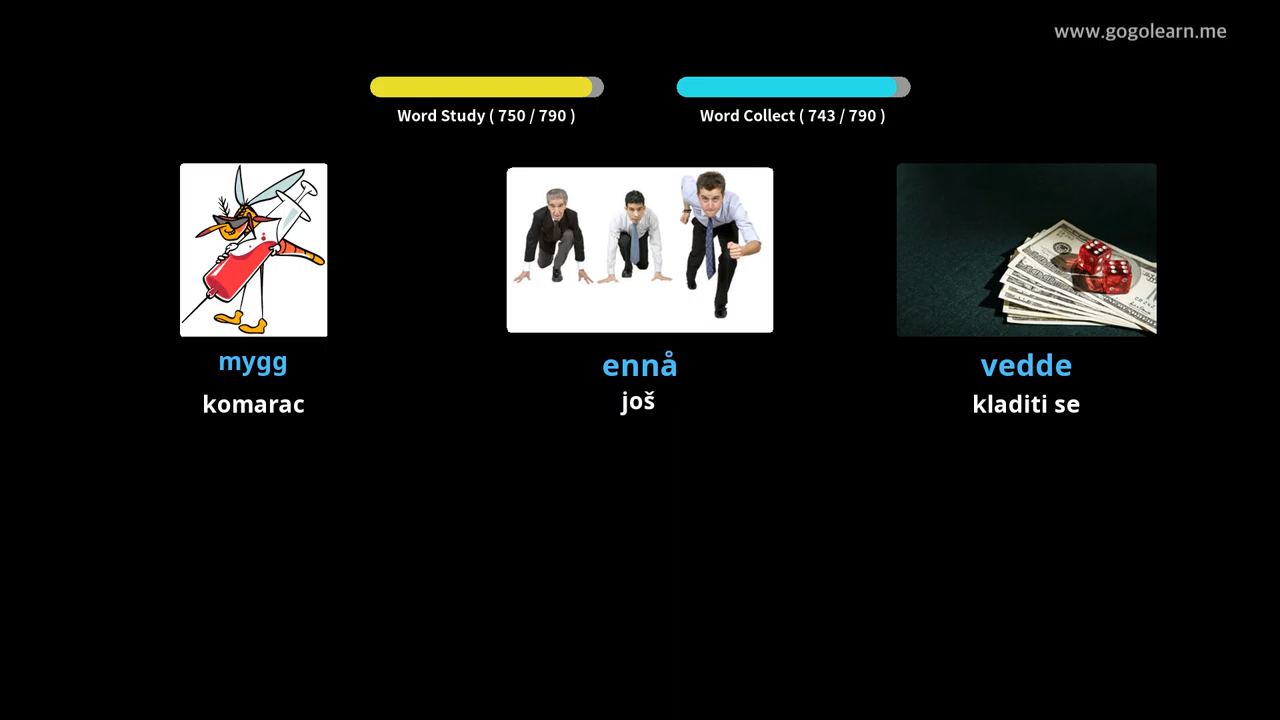 www.gogolearn.me
Word Study ( 750 / 790 )
Word Collect ( 743 / 790 )
mygg
ennå
vedde
komarac
još
kladiti se